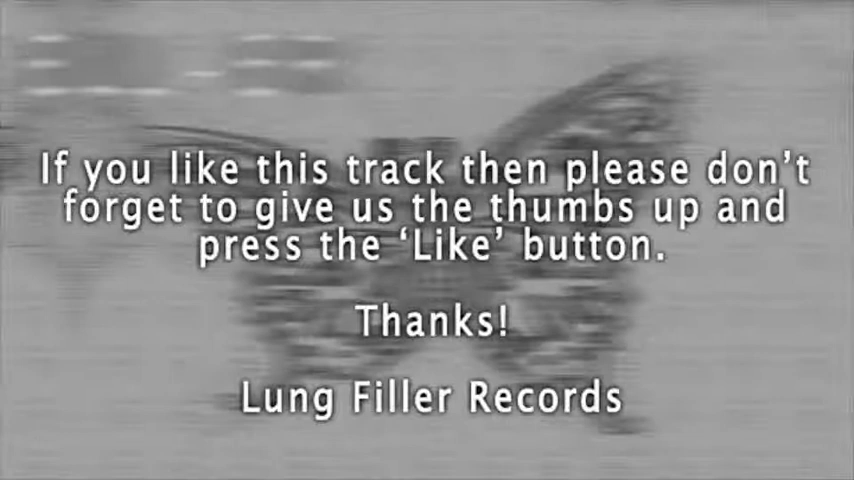 If you like this track then please don’t
forget to give us the thumbs up and
press the ‘Like’ button.
Thanks!
Lung Filler Records